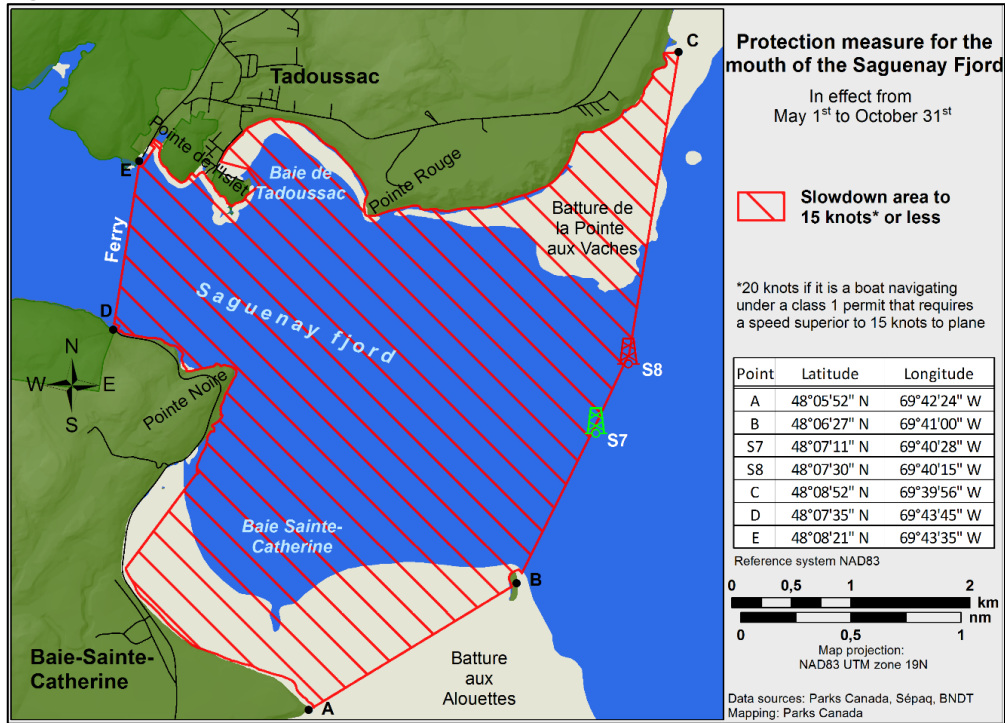 C
Tadoussac
Pointe de l'Islet
E
Baie de
Tadoussac
Pointe Rouge
Batture de
la Pointe
aux Vaches
Ferry
Saguenay fjord
D
N
W E
S
Pointe Noire
S8
S7
Baie Sainte-
Catherine
B
Baie-Sainte-
Catherine
Batture
aux
Alouettes
A
Protection measure for the
mouth of the Saguenay Fjord
In effect from
May 1st to October 31st
Slowdown area to
15 knots* or less
*20 knots if it is a boat navigating
under a class 1 permit that requires
a speed superior to 15 knots to plane
Point Latitude Longitude
A 48°05'52" N 69°42'24" W
B 48°06'27" N 69°41'00" W
S7 48°07'11" N 69°40'28" W
S8 48°07'30" N 69°40'15" W
C 48°08'52" N 69°39'56" W
D 48°07'35" N 69°43'45" W
E 48°08'21" N 69°43'35" W
Reference system NAD83
0 0,5 1 2
km
nm
0 0,5 1
Map projection:
NAD83 UTM zone 19N
Data sources: Parks Canada, Sépaq, BNDT
Mapping: Parks Canada